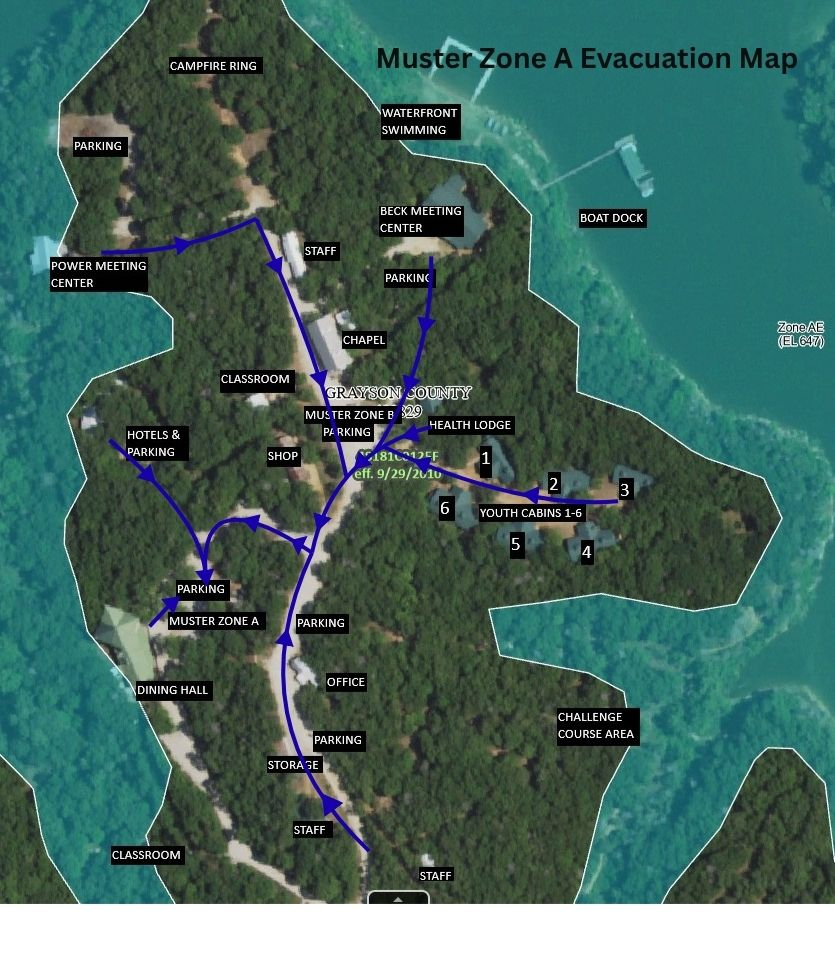 Muster Zone A Evacuation Map
CAMPFIRE RING
WATERFRONT
SWIMMING
PARKING
BECK MEETING
CENTER
BOAT DOCK
STAFF
POWER MEETING
CENTER
PARKING
Zone AE
(EL 647)
CHAPEL
CLASSROOM
GRAYSON COUNTY
829
MUSTER ZONE B
PARKING
HEALTH LODGE
HOTELS &
PARKING
SHOP
eff. 9/29/2010
1
2
3
6
YOUTH CABINS 1-6
5
4
PARKING
MUSTER ZONE A
PARKING
OFFICE
DINING HALL
CHALLENGE
COURSE AREA
PARKING
STORAGE
STAFF
CLASSROOM
STAFF